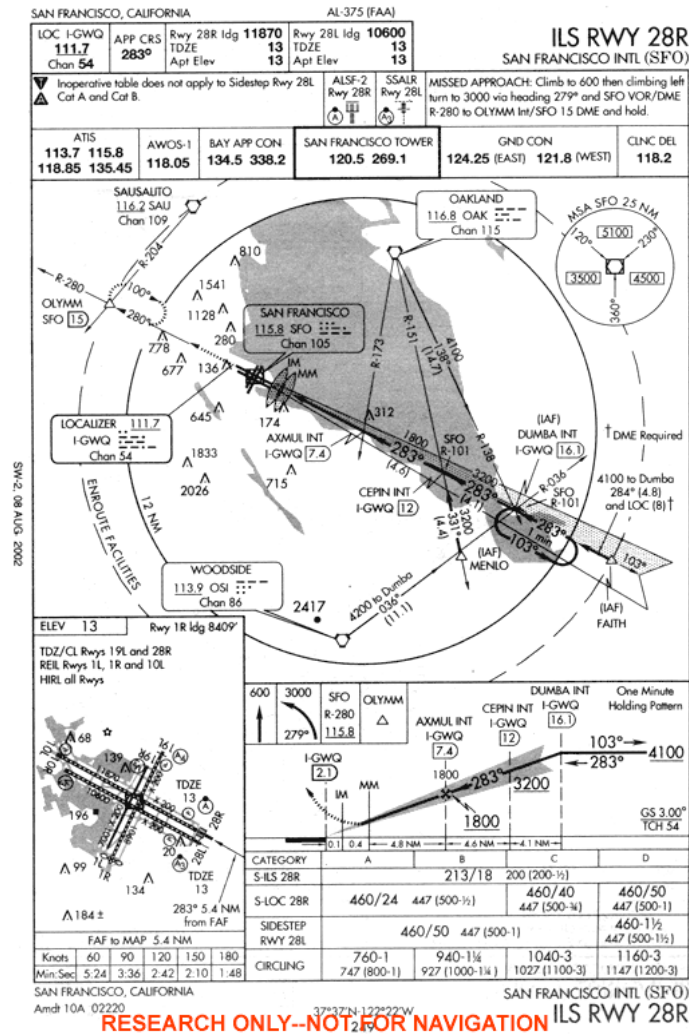 SAN FRANCISCO, CALIFORNIA
AL-375 (FAA)
LOC I-GWQ
111.7
Chan 54
APP CRS
283°
Rwy 28R ldg 11870
TDZE 13
Apt Elev 13
Rwy 28L ldg 10600
TDZE 13
Apt Elev 13
ILS RWY 28R
SAN FRANCISCO INTL (SFO)
T
A
Inoperative table does not apply to Sidestep Rwy 28L
Cat A and Cat B.
ALSF-2
Rwy 28R
SSALR
Rwy 28L
MISSED APPROACH: Climb to 600 then climbing left
turn to 3000 via heading 279° and SFO VOR/DME
R-280 to OLYMM Int/SFO 15 DME and hold.
ATIS
113.7 115.8
118.85 135.45
AWOS-1
118.05
BAY APP CON
134.5 338.2
SAN FRANCISCO TOWER
120.5 269.1
GND CON
124.25 (EAST) 121.8 (WEST)
CLNC DEL
118.2
SAUSALITO
116.2 SAU
Chan 109
OAKLAND
116.8 OAK
Chan 115
MSA SFO 25 NM
120°
5100
230°
3500
4500
360°
R-204
R-280
100°
280°
OLYMM
SFO 15
810
1541
1128
280
778
677
136
SAN FRANCISCO
115.8 SFO
Chan 105
IM
MM
R-173
R-151
4100
138°
(14.7)
R-138
LOCALIZER 111.7
I-GWQ
Chan 54
645
174
312
1833
2026
715
AXMUL INT
I-GWQ 7.4
1800
283°
(4.6)
SFO
R-101
3200
283°
(4.1)
CEPIN INT
I-GWQ 12
(IAF)
DUMBA INT
I-GWQ 16.1
R-036
SFO
R-101
† DME Required
4100 to Dumba
284° (4.8)
and LOC (8)†
283°
1 min
103°
103°
3200
331°
(4.4)
(IAF)
MENLO
(IAF)
FAITH
ENROUTE FACILITIES
12 NM
WOODSIDE
113.9 OSI
Chan 86
2417
4200 to Dumba
036°
(11.1)
SW-2, 08 AUG 2002
ELEV 13
Rwy 1R ldg 8409'
TDZ/CL Rwys 19L and 28R
REIL Rwys 1L, 1R and 10L
HIRL all Rwys
68
139
196
99
184 ±
134
20
TDZE
13
28R
28L
TDZE
13
1L
1R
10L
283° 5.4 NM
from FAF
FAF to MAP 5.4 NM
Knots 60 90 120 150 180
Min:Sec 5:24 3:36 2:42 2:10 1:48
600
3000
279°
SFO
R-280
115.8
OLYMM
DUMBA INT
I-GWQ
16.1
One Minute
Holding Pattern
CEPIN INT
I-GWQ
12
AXMUL INT
I-GWQ
7.4
I-GWQ
2.1
IM
MM
1800
283°
3200
1800
103°
283°
4100
GS 3.00°
TCH 54
0.1 0.4 4.8 NM 4.6 NM 4.1 NM
CATEGORY A B C D
S-ILS 28R 213/18 200 (200-½)
S-LOC 28R 460/24 447 (500-½) 460/40 447 (500-¾) 460/50 447 (500-1)
SIDESTEP RWY 28L 460/50 447 (500-1) 460-1½ 447 (500-1½)
CIRCLING 760-1 747 (800-1) 940-1¼ 927 (1000-1¼) 1040-3 1027 (1100-3) 1160-3 1147 (1200-3)
SAN FRANCISCO, CALIFORNIA
Amdt 10A 02220
37°37'N-122°22'W
SAN FRANCISCO INTL (SFO)
ILS RWY 28R
RESEARCH ONLY--NOT FOR NAVIGATION